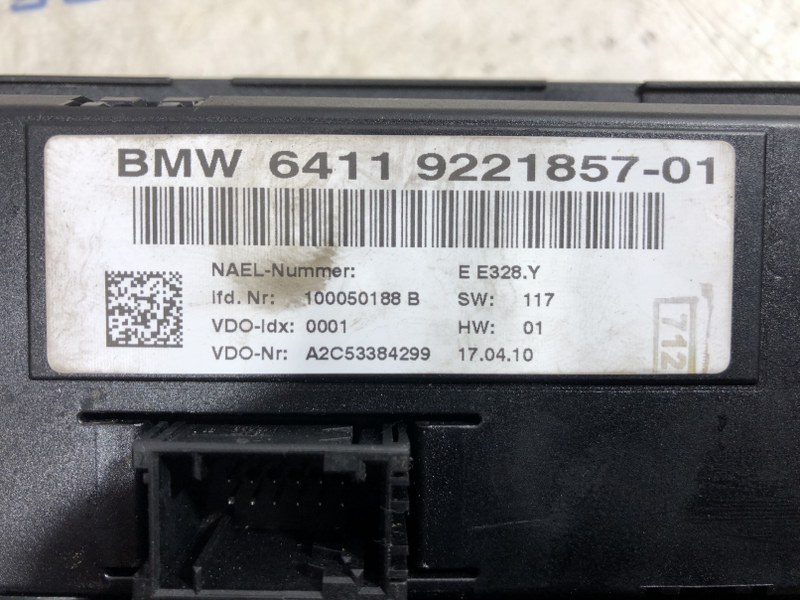 BMW 6411 9221857-01
NAEL-Nummer: E E328.Y
lfd. Nr: 100050188 B SW: 117
VDO-Idx: 0001 HW: 01
VDO-Nr: A2C53384299 17.04.10
712